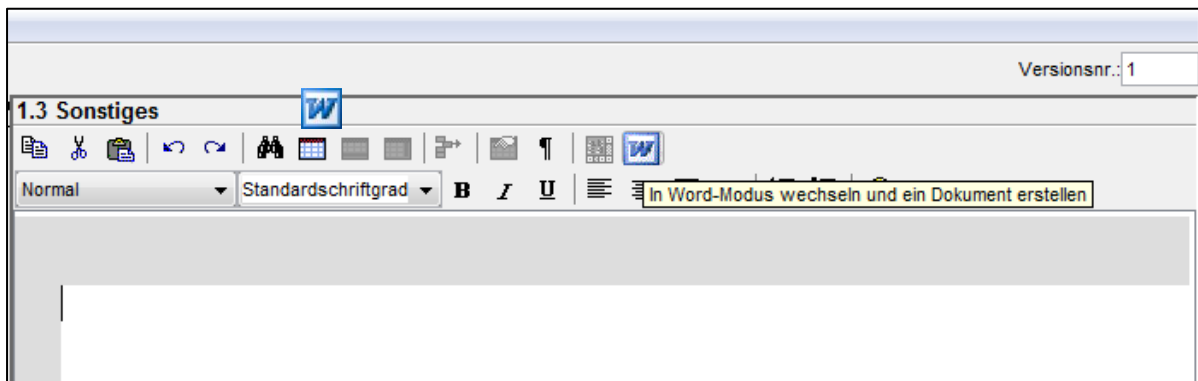 Versionsnr.: 1
1.3 Sonstiges
W
¶ W
Normal Standardschriftgrad B I U
In Word-Modus wechseln und ein Dokument erstellen